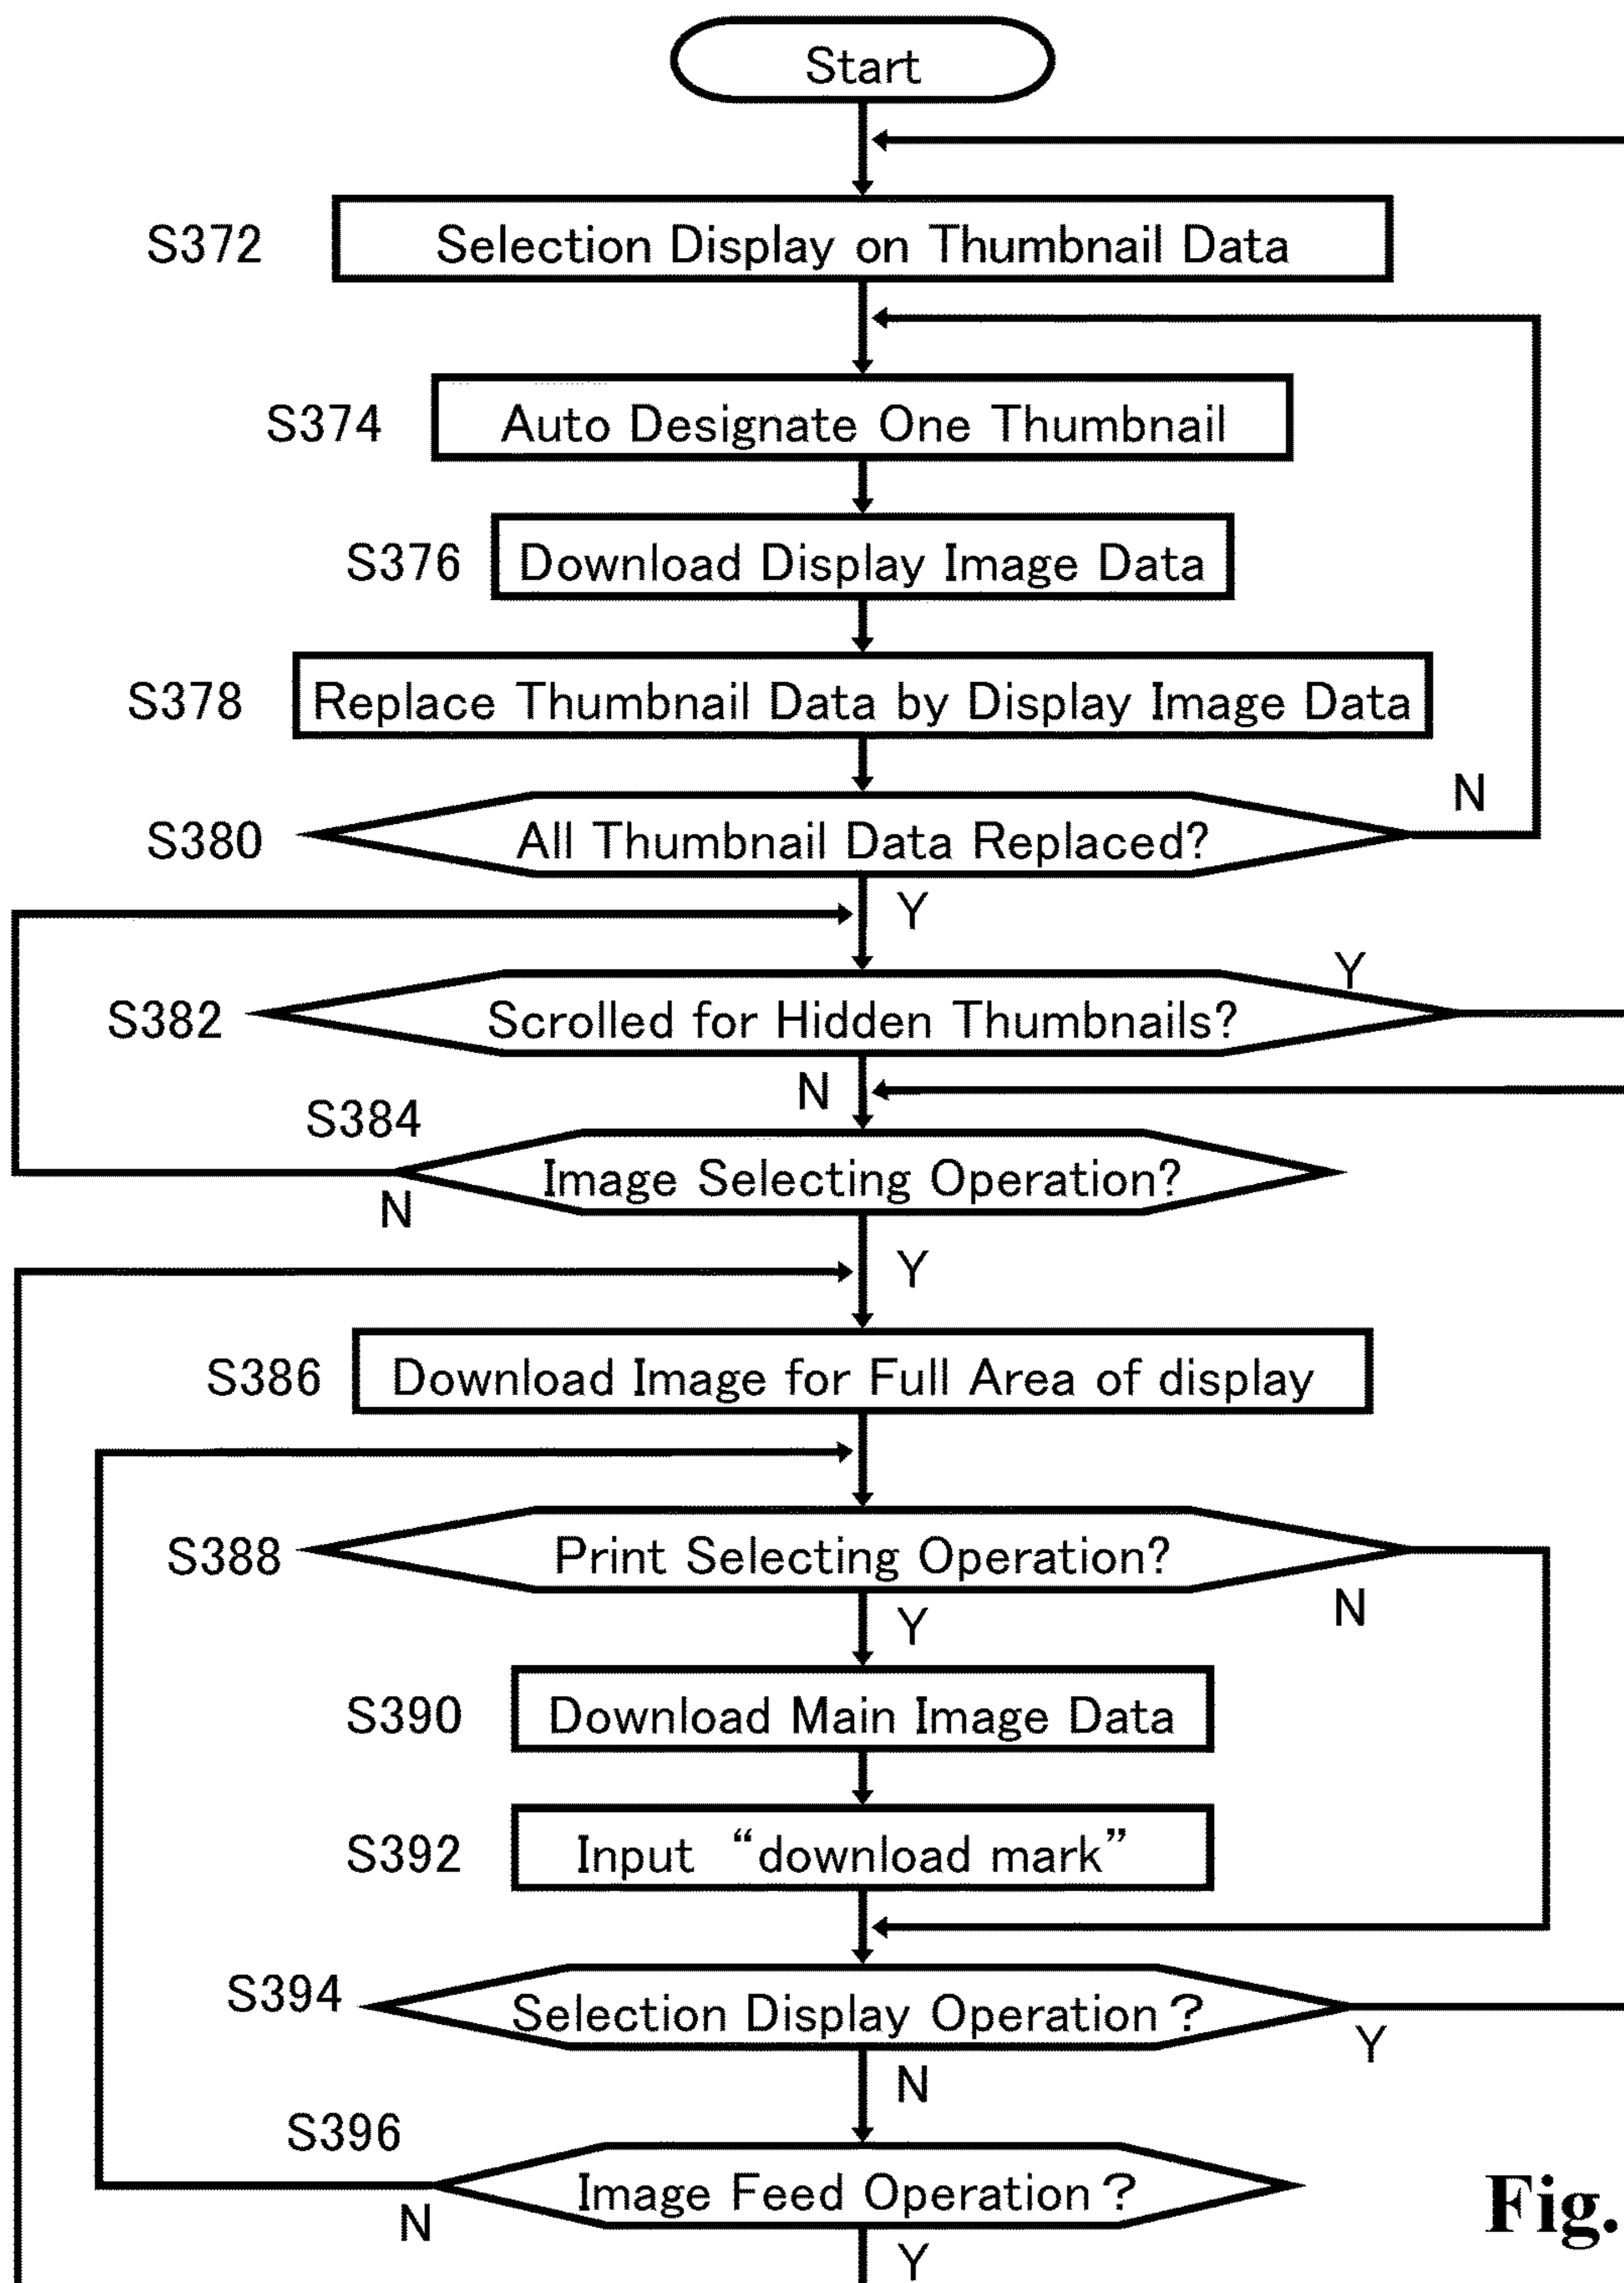 Start
S372 Selection Display on Thumbnail Data
S374 Auto Designate One Thumbnail
S376 Download Display Image Data
S378 Replace Thumbnail Data by Display Image Data
N
S380 All Thumbnail Data Replaced?
Y
Y
S382 Scrolled for Hidden Thumbnails?
N
S384
Image Selecting Operation?
N
Y
S386 Download Image for Full Area of display
S388 Print Selecting Operation?
N
Y
S390 Download Main Image Data
S392 Input “download mark”
S394 Selection Display Operation?
Y
N
S396
Image Feed Operation?
N
Y
Fig.